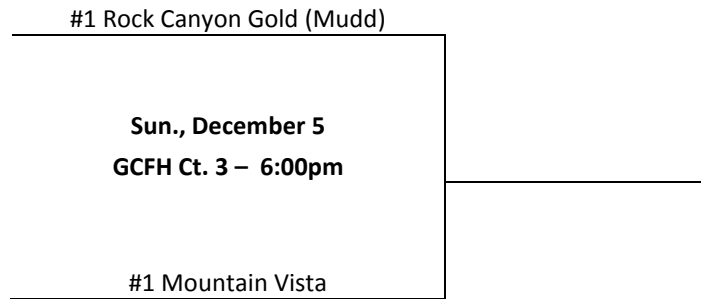 #1 Rock Canyon Gold (Mudd)
Sun., December 5
GCFH Ct. 3 – 6:00pm
#1 Mountain Vista